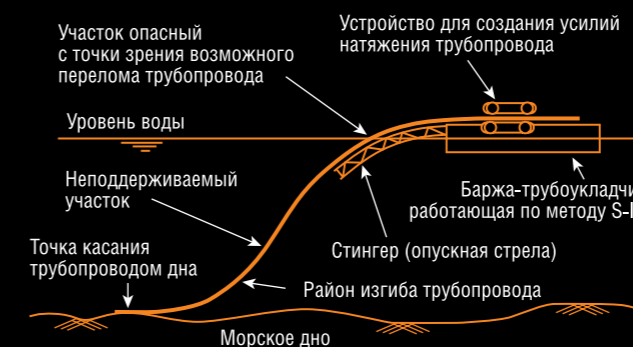 Участок опасный
с точки зрения возможного
перелома трубопровода
Устройство для создания усилий
натяжения трубопровода
Уровень воды
Неподдерживаемый
участок
Баржа-трубоукладчи
работающая по методу S-l
Точка касания
трубопроводом дна
Стингер (опускная стрела)
Район изгиба трубопровода
Морское дно